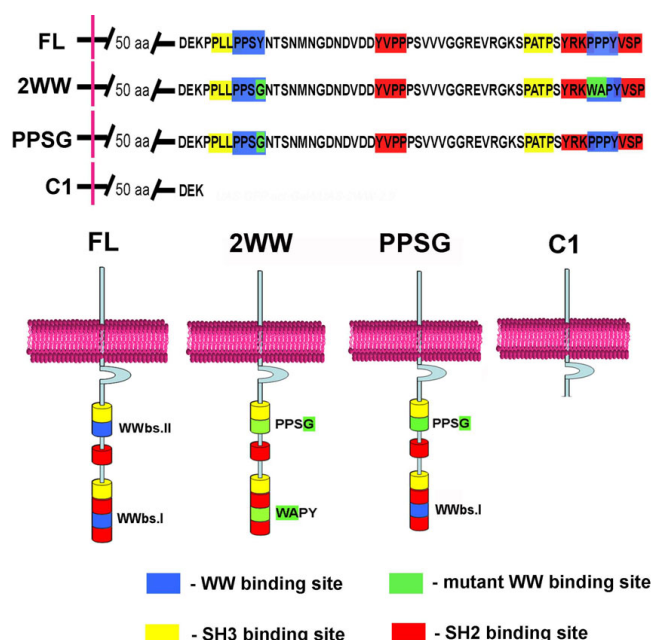 FL 50 aa DEKPPLLPPSYNTSNMNGDNDVDDYVPPPSVVVGGREVRGKSPATPSYRKPPPYVSP
2WW 50 aa DEKPPLLPPSGNTSNMNGDNDVDDYVPPPSVVVGGREVRGKSPATPSYRKWAPYVSP
PPSG 50 aa DEKPPLLPPSGNTSNMNGDNDVDDYVPPPSVVVGGREVRGKSPATPSYRKPPPYVSP
C1 50 aa DEK
FL 2WW PPSG C1
WWbs.II PPSG PPSG
WWbs.I WAPY WWbs.I
- WW binding site - mutant WW binding site
- SH3 binding site - SH2 binding site